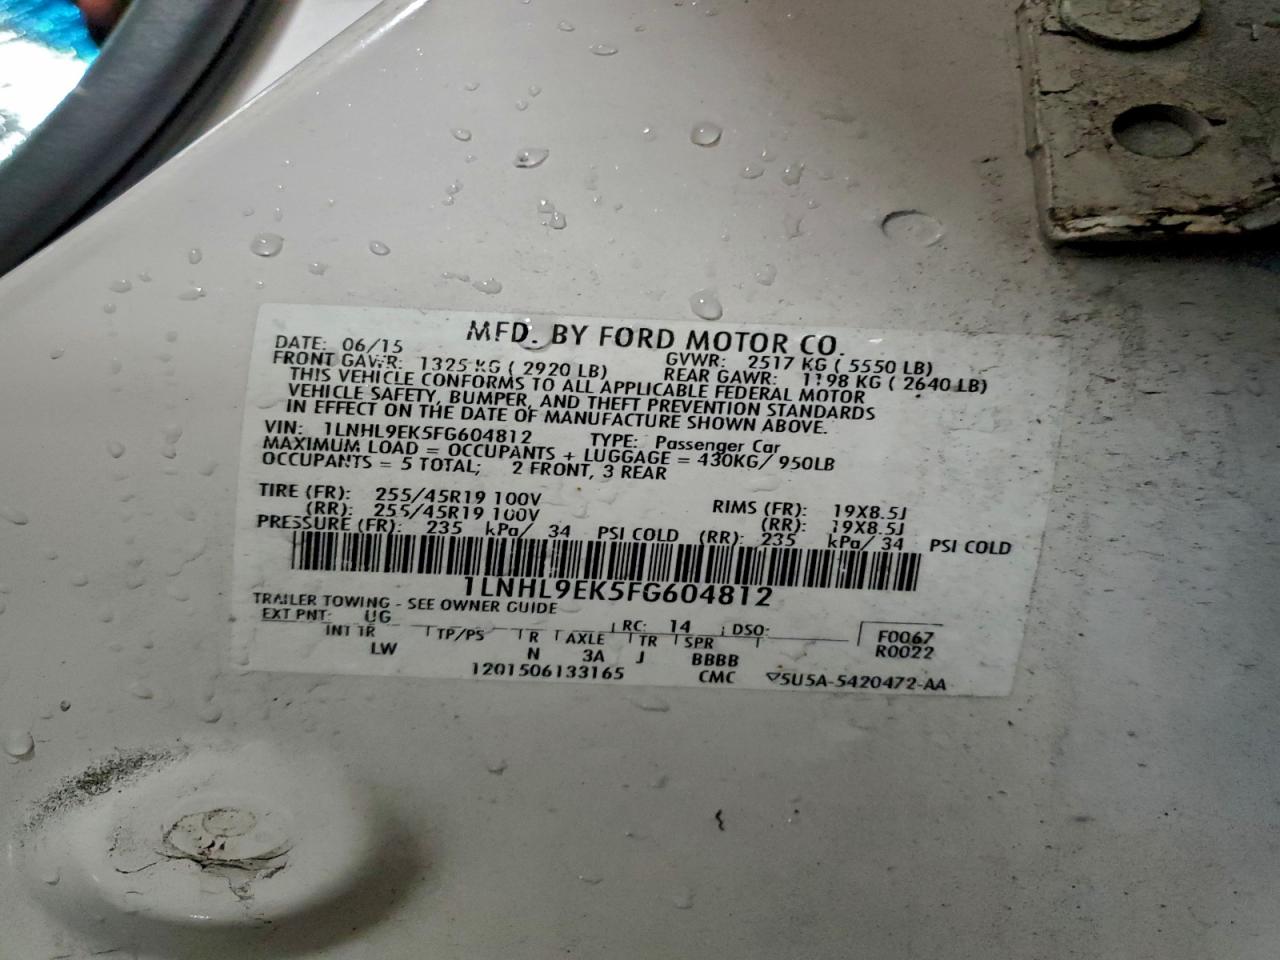 MFD. BY FORD MOTOR CO.
DATE: 06/15 GVWR: 2517 KG ( 5550 LB)
FRONT GAWR: 1325 KG ( 2920 LB) REAR GAWR: 1198 KG ( 2640 LB)
THIS VEHICLE CONFORMS TO ALL APPLICABLE FEDERAL MOTOR
VEHICLE SAFETY, BUMPER, AND THEFT PREVENTION STANDARDS
IN EFFECT ON THE DATE OF MANUFACTURE SHOWN ABOVE.
VIN: 1LNHL9EK5FG604812 TYPE: Passenger Car
MAXIMUM LOAD = OCCUPANTS + LUGGAGE = 430KG/ 950LB
OCCUPANTS = 5 TOTAL; 2 FRONT, 3 REAR
TIRE (FR): 255/45R19 100V RIMS (FR): 19X8.5J
(RR): 255/45R19 100V (RR): 19X8.5J
PRESSURE (FR): 235 kPa/ 34 PSI COLD (RR): 235 kPa/ 34 PSI COLD
1LNHL9EK5FG604812
TRAILER TOWING - SEE OWNER GUIDE
EXT PNT: UG RC: 14 DSO: F0067
INT TR TP/PS R AXLE TR SPR R0022
LW N 3A J BBBB
1201506133165 CMC ▽5U5A-5420472-AA